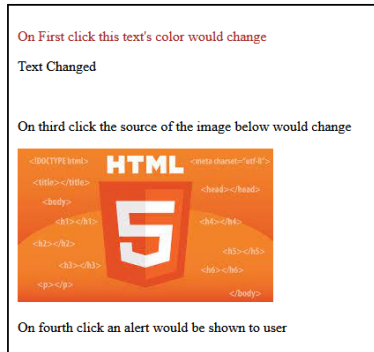 On First click this text's color would change
Text Changed
On third click the source of the image below would change
<!DOCTYPE html> HTML <meta charset="utf-8">
<title></title> </head></head>
<body>
<h1></h1> 5 <h4></h4>
<h2></h2>
<h5></h5>
<h3></h3> <h6></h6>
<p></p> </body>
On fourth click an alert would be shown to user